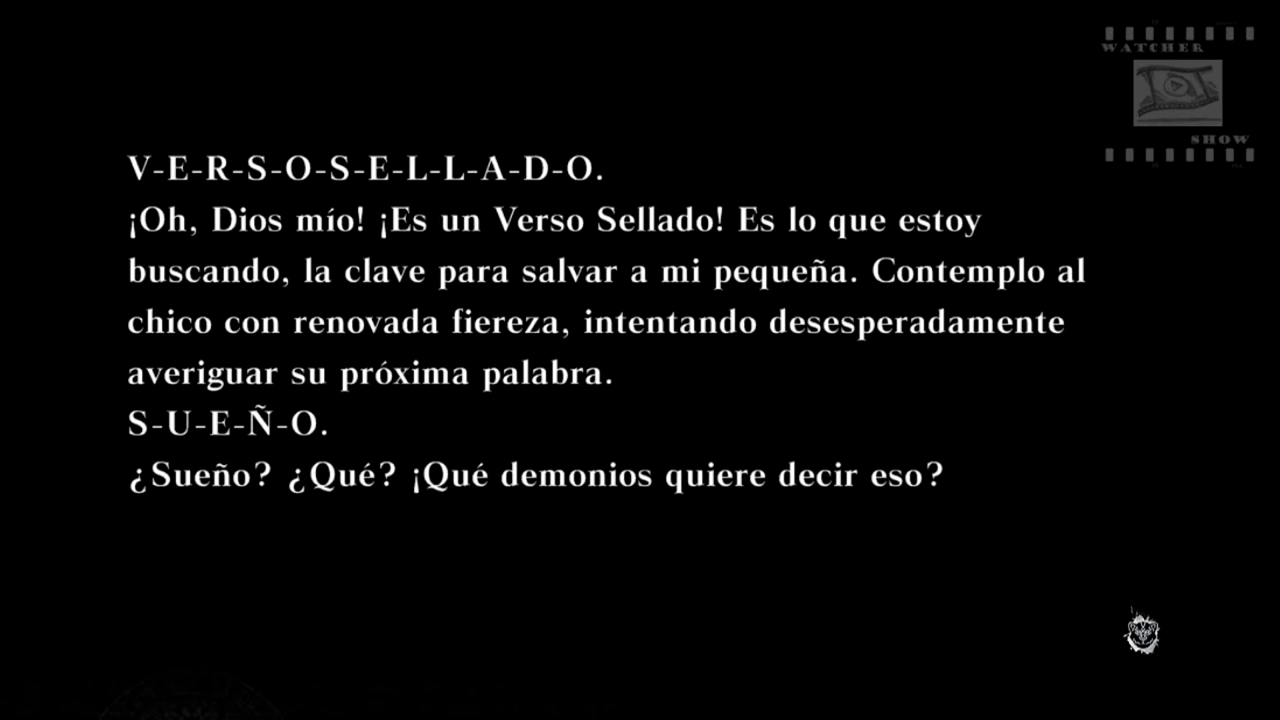 WATCHER
SHOW
V-E-R-S-O-S-E-L-L-A-D-O.
¡Oh, Dios mío! ¡Es un Verso Sellado! Es lo que estoy
buscando, la clave para salvar a mi pequeña. Contemplo al
chico con renovada fiereza, intentando desesperadamente
averiguar su próxima palabra.
S-U-E-Ñ-O.
¿Sueño? ¿Qué? ¡Qué demonios quiere decir eso?